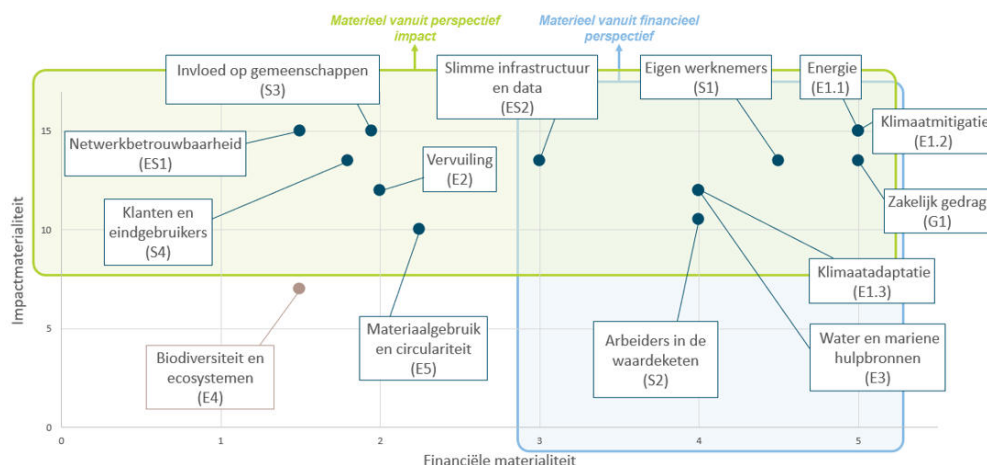 Materieel vanuit perspectief
impact
Materieel vanuit financieel
perspectief
Invloed op gemeenschappen
(S3)
Slimme infrastructuur
en data
(ES2)
Eigen werknemers
(S1)
Energie
(E1.1)
Netwerkbetrouwbaarheid
(ES1)
Vervuiling
(E2)
Klimaatmitigatie
(E1.2)
Klanten en
eindgebruikers
(S4)
Zakelijk gedrag
(G1)
Klimaatadaptatie
(E1.3)
Biodiversiteit en
ecosystemen
(E4)
Materiaalgebruik
en circulariteit
(E5)
Arbeiders in de
waardeketen
(S2)
Water en mariene
hulpbronnen
(E3)
Impactmaterialiteit
15
10
5
0
0 1 2 3 4 5
Financiële materialiteit